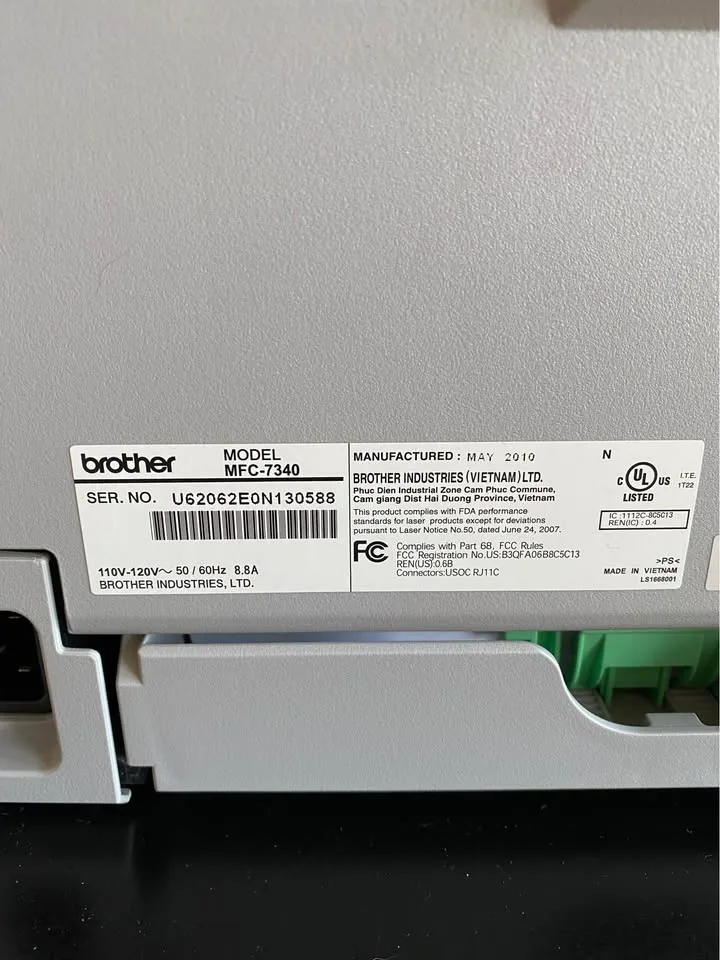 brother
MODEL
MFC-7340
SER. NO. U62062E0N130588
110V-120V～ 50 / 60Hz 8.8A
BROTHER INDUSTRIES, LTD.
MANUFACTURED : MAY 2010
N
BROTHER INDUSTRIES (VIETNAM) LTD.
Phuc Dien Industrial Zone Cam Phuc Commune,
Cam giang Dist Hai Duong Province, Vietnam
This product complies with FDA performance
standards for laser products except for deviations
pursuant to Laser Notice No.50, dated June 24, 2007.
FC Complies with Part 68, FCC Rules
FCC Registration No.US:B3QFA06B8C5C13
REN(US):0.6B
Connectors:USOC RJ11C
C UL US
LISTED
I.T.E.
1T22
IC :1112C-8C5C13
REN(IC) : 0.4
>PS<
MADE IN VIETNAM
LS1668001